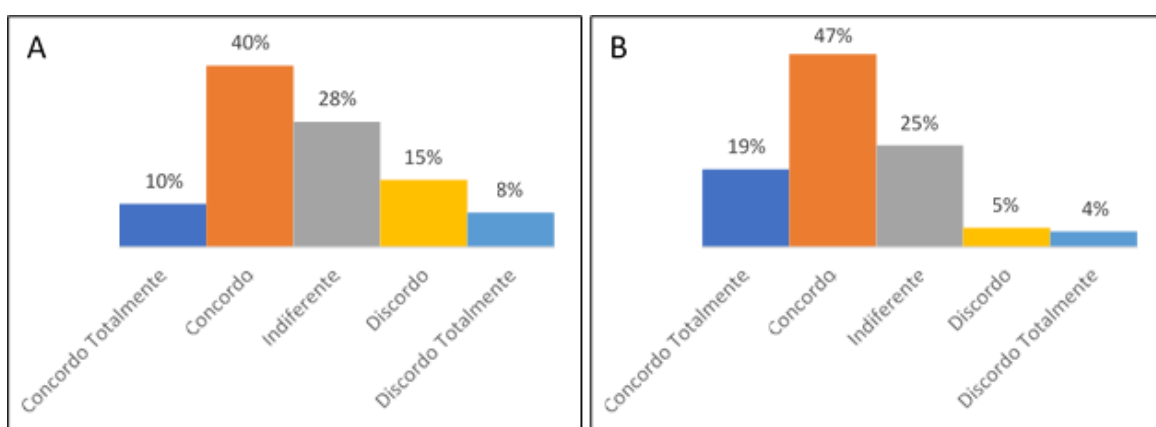 A
10%
40%
28%
15%
8%
Concordo Totalmente
Concordo
Indiferente
Discordo
Discordo Totalmente
B
19%
47%
25%
5%
4%
Concordo Totalmente
Concordo
Indiferente
Discordo
Discordo Totalmente